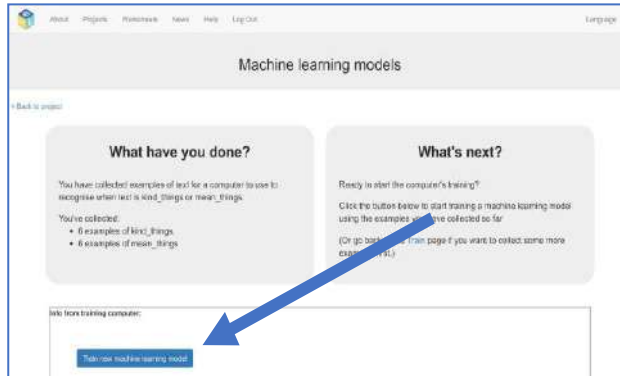 About Projects Worksheets News Help Log Out Language
Machine learning models
< Back to project
What have you done?
You have collected examples of text for a computer to use to
recognise when text is kind_things or mean_things.
You've collected:
• 6 examples of kind_things,
• 6 examples of mean_things
What's next?
Ready to start the computer's training?
Click the button below to start training a machine learning model
using the examples you have collected so far
(Or go back to the Train page if you want to collect some more
examples first.)
Info from training computer:
Train new machine learning model